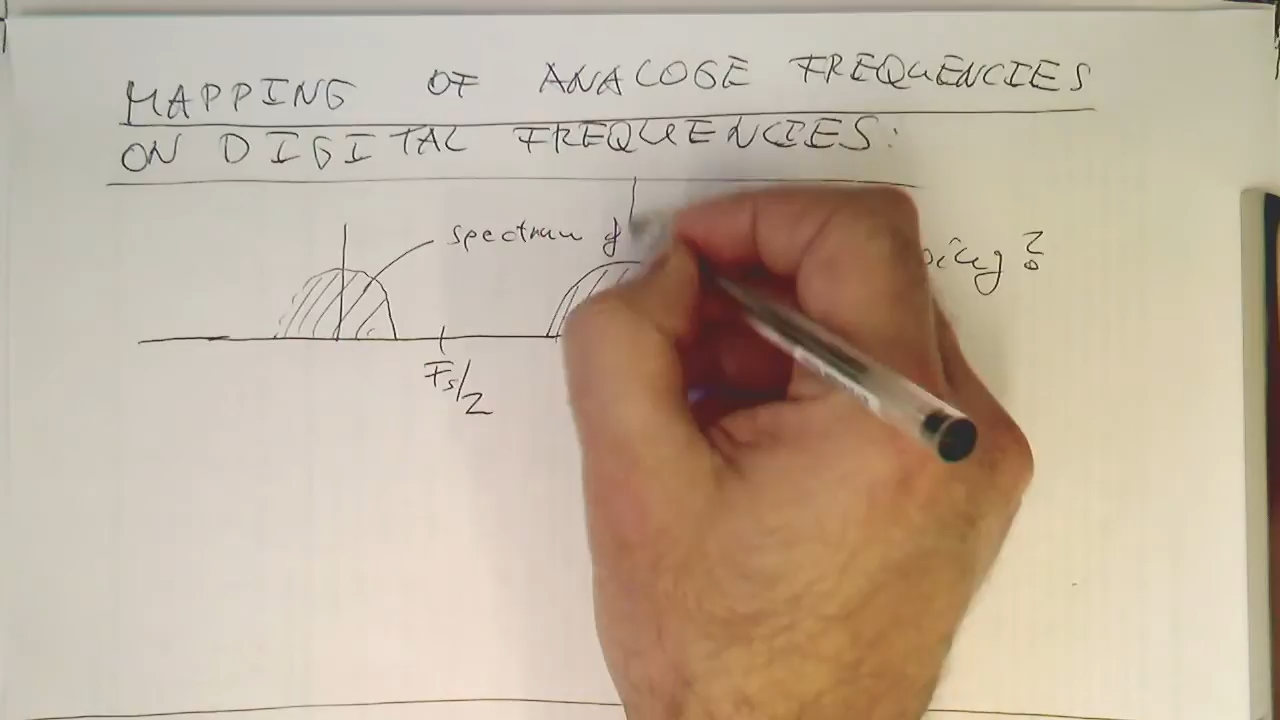 MAPPING OF ANALOGE FREQUENCIES
ON DIGITAL FREQUENCIES:
spectrum of ?
Fs/2